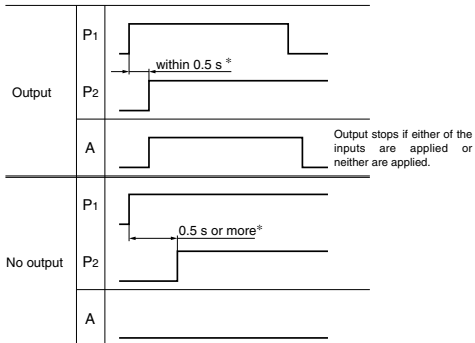 P1
within 0.5 s *
Output
P2
A
Output stops if either of the
inputs are applied or
neither are applied.
P1
0.5 s or more*
No output
P2
A